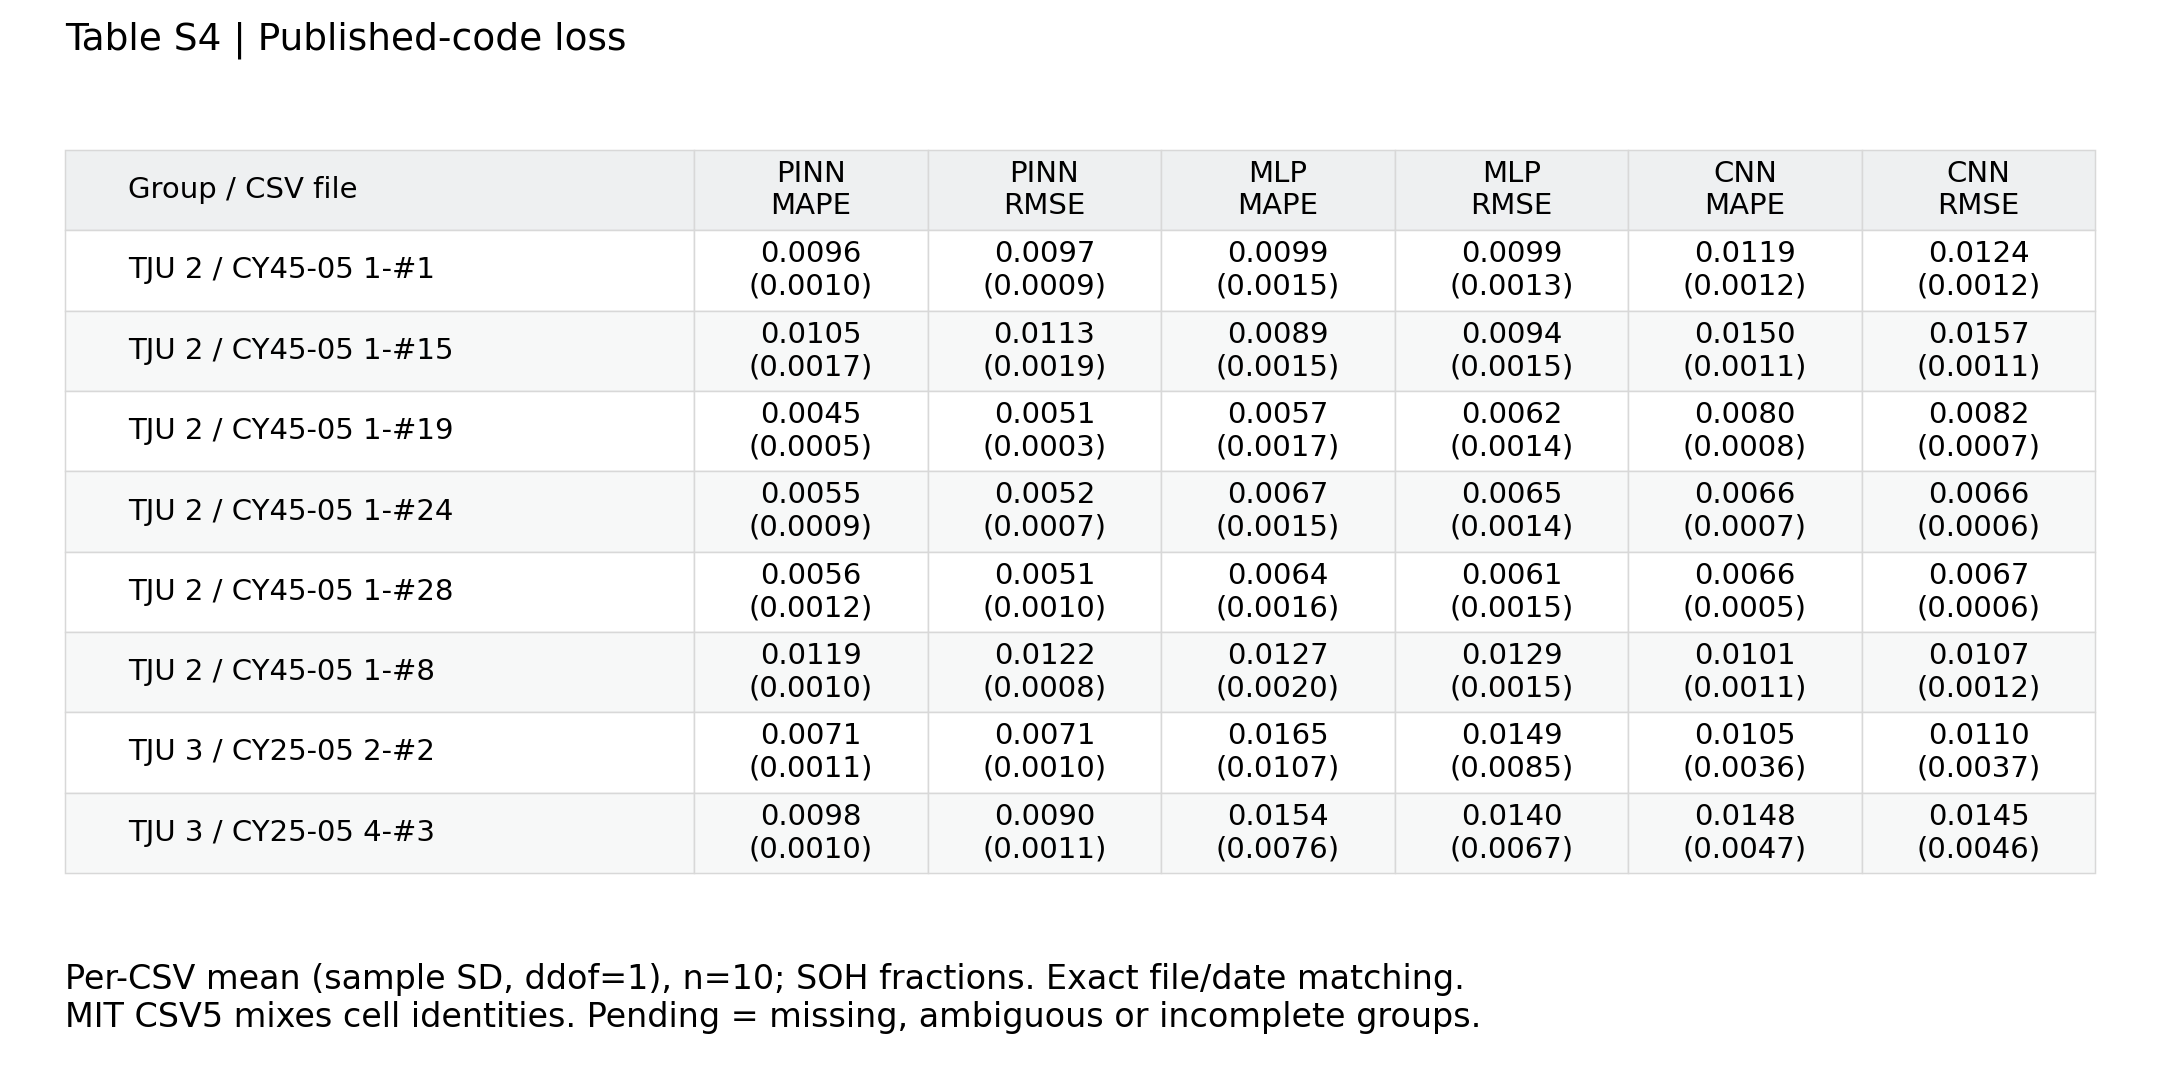 Table S4 | Published-code loss
Group / CSV file PINN MAPE PINN RMSE MLP MAPE MLP RMSE CNN MAPE CNN RMSE
TJU 2 / CY45-05 1-#1 0.0096 (0.0010) 0.0097 (0.0009) 0.0099 (0.0015) 0.0099 (0.0013) 0.0119 (0.0012) 0.0124 (0.0012)
TJU 2 / CY45-05 1-#15 0.0105 (0.0017) 0.0113 (0.0019) 0.0089 (0.0015) 0.0094 (0.0015) 0.0150 (0.0011) 0.0157 (0.0011)
TJU 2 / CY45-05 1-#19 0.0045 (0.0005) 0.0051 (0.0003) 0.0057 (0.0017) 0.0062 (0.0014) 0.0080 (0.0008) 0.0082 (0.0007)
TJU 2 / CY45-05 1-#24 0.0055 (0.0009) 0.0052 (0.0007) 0.0067 (0.0015) 0.0065 (0.0014) 0.0066 (0.0007) 0.0066 (0.0006)
TJU 2 / CY45-05 1-#28 0.0056 (0.0012) 0.0051 (0.0010) 0.0064 (0.0016) 0.0061 (0.0015) 0.0066 (0.0005) 0.0067 (0.0006)
TJU 2 / CY45-05 1-#8 0.0119 (0.0010) 0.0122 (0.0008) 0.0127 (0.0020) 0.0129 (0.0015) 0.0101 (0.0011) 0.0107 (0.0012)
TJU 3 / CY25-05 2-#2 0.0071 (0.0011) 0.0071 (0.0010) 0.0165 (0.0107) 0.0149 (0.0085) 0.0105 (0.0036) 0.0110 (0.0037)
TJU 3 / CY25-05 4-#3 0.0098 (0.0010) 0.0090 (0.0011) 0.0154 (0.0076) 0.0140 (0.0067) 0.0148 (0.0047) 0.0145 (0.0046)
Per-CSV mean (sample SD, ddof=1), n=10; SOH fractions. Exact file/date matching.
MIT CSV5 mixes cell identities. Pending = missing, ambiguous or incomplete groups.